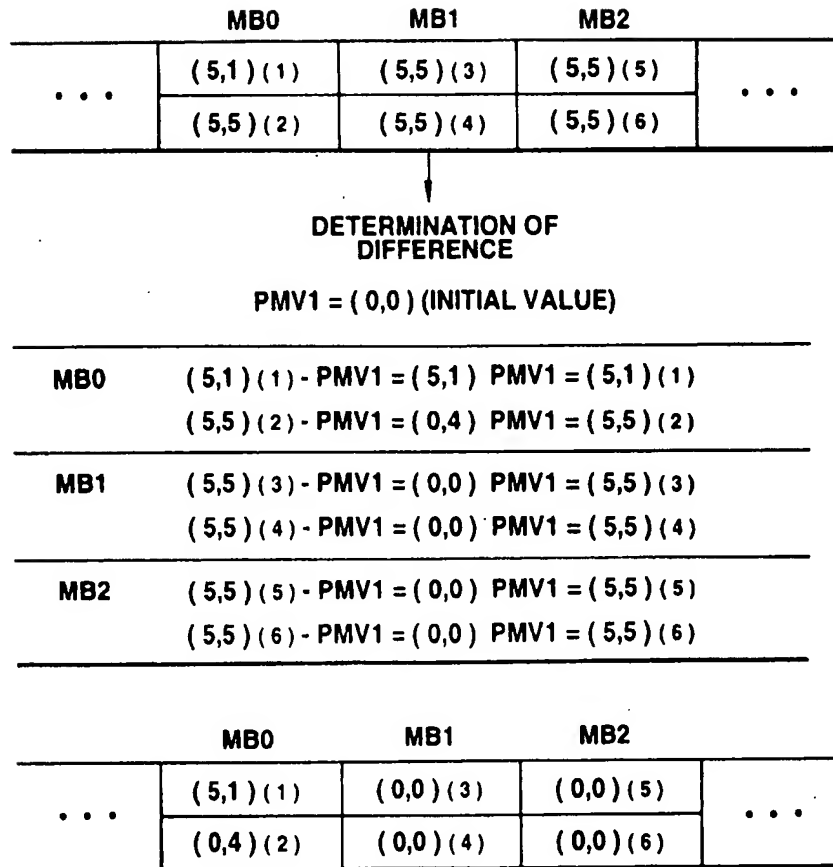 MB0 MB1 MB2
(5,1)(1) (5,5)(3) (5,5)(5)
• • • • • •
(5,5)(2) (5,5)(4) (5,5)(6)
DETERMINATION OF
DIFFERENCE
PMV1 = (0,0) (INITIAL VALUE)
MB0 (5,1)(1) - PMV1 = (5,1) PMV1 = (5,1)(1)
(5,5)(2) - PMV1 = (0,4) PMV1 = (5,5)(2)
MB1 (5,5)(3) - PMV1 = (0,0) PMV1 = (5,5)(3)
(5,5)(4) - PMV1 = (0,0) PMV1 = (5,5)(4)
MB2 (5,5)(5) - PMV1 = (0,0) PMV1 = (5,5)(5)
(5,5)(6) - PMV1 = (0,0) PMV1 = (5,5)(6)
MB0 MB1 MB2
(5,1)(1) (0,0)(3) (0,0)(5)
• • • • • •
(0,4)(2) (0,0)(4) (0,0)(6)